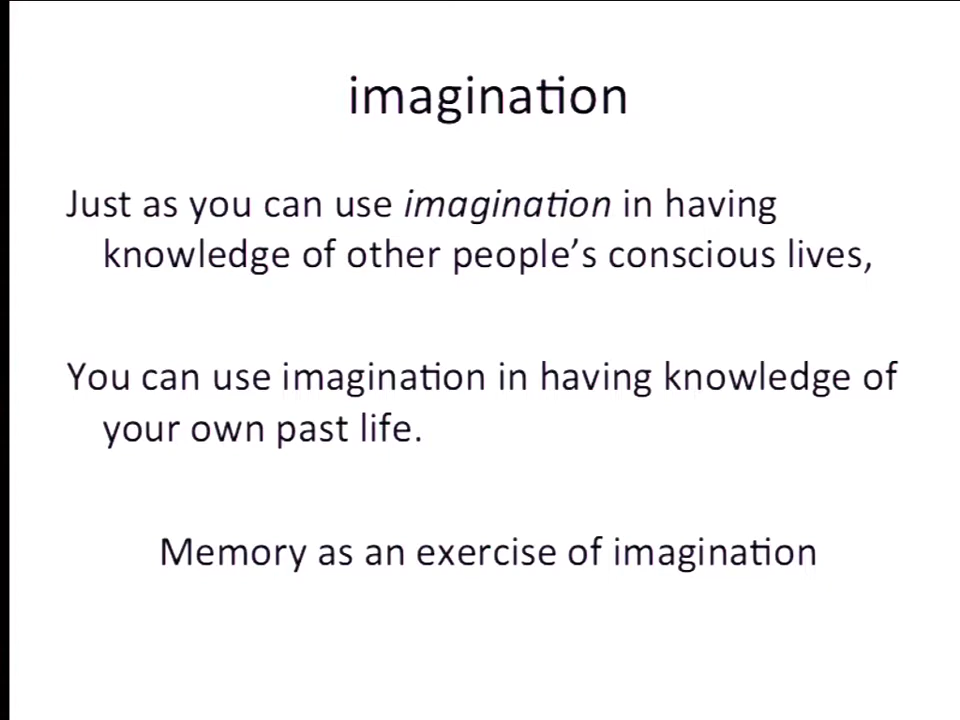 imagination
Just as you can use imagination in having
knowledge of other people’s conscious lives,
You can use imagination in having knowledge of
your own past life.
Memory as an exercise of imagination